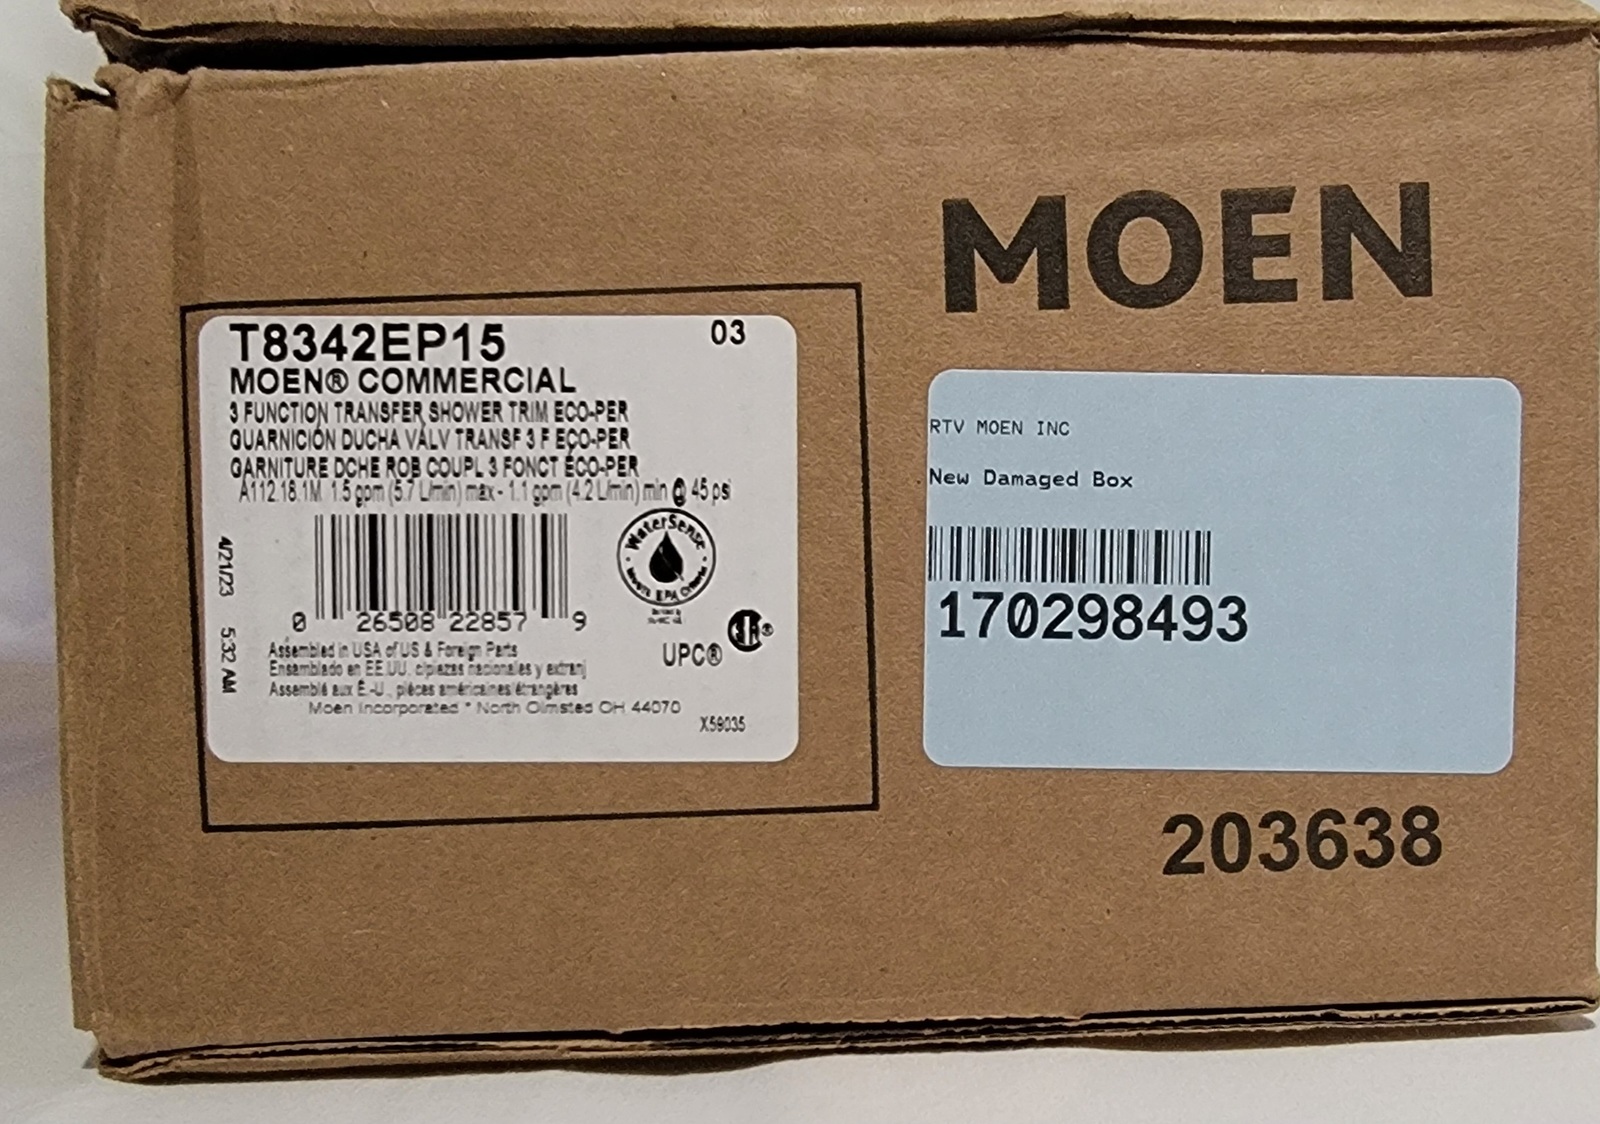 MOEN
T8342EP15 03
MOEN® COMMERCIAL
3 FUNCTION TRANSFER SHOWER TRIM ECO-PER
GUARNICIÓN DUCHA VÁLV TRANSF 3 F ECO-PER
GARNITURE DCHE ROB COUPL 3 FONCT ÉCO-PER
A112.18.1M 1.5 gpm (5.7 L/min) max - 1.1 gpm (4.2 L/min) min @ 45 psi
4/21/23 5:32 AM
0 26508 22857 9
WaterSense
EPA
UPC®
Assembled in USA of US & Foreign Parts
Ensamblado en EE.UU. c/piezas nacionales y extranj
Assemblé aux É.-U., pièces américaines/étrangères
Moen Incorporated * North Olmsted OH 44070
X59035
RTV MOEN INC
New Damaged Box
170298493
203638